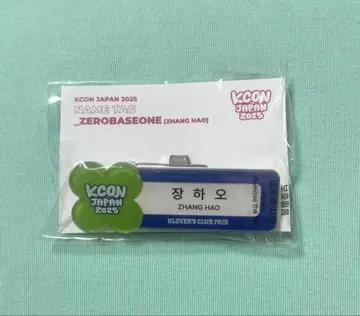 KCON JAPAN 2025
NAME TAG
_ZEROBASEONE (ZHANG HAO)
KCON
JAPAN
2025
KCON
JAPAN
2025
장하오
ZHANG HAO
KLOVER'S CLUB FAIR